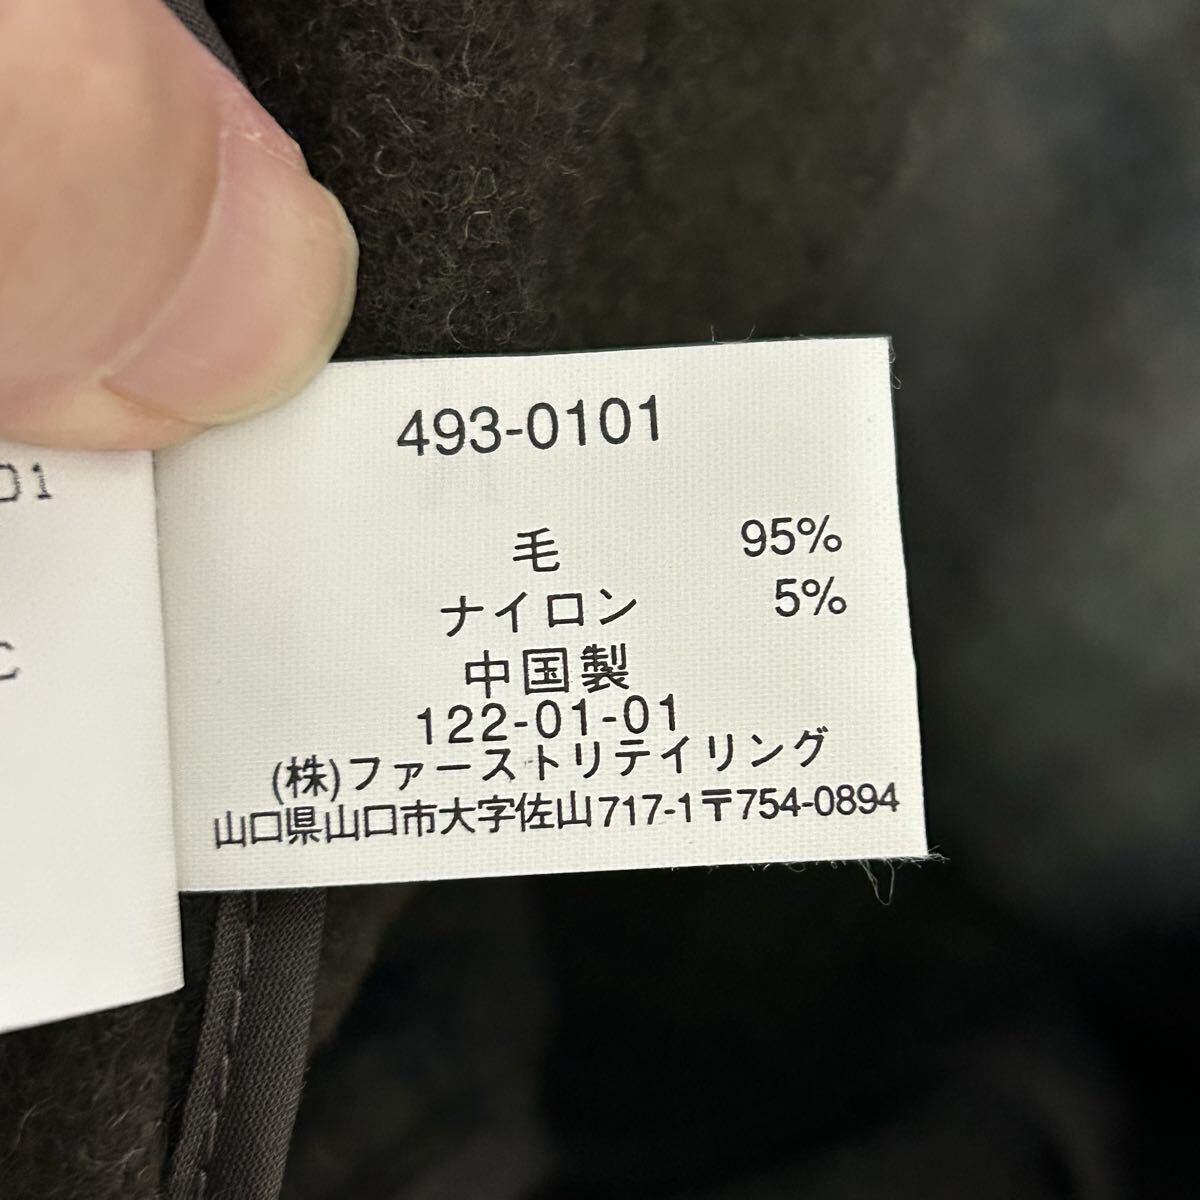 493-0101
毛 95%
ナイロン 5%
中国製
122-01-01
(株)ファーストリテイリング
山口県山口市大字佐山717-1〒754-0894